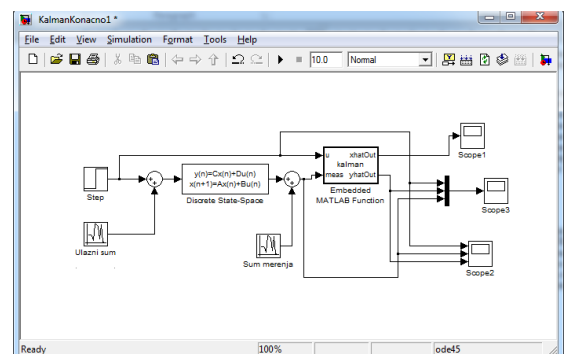 KalmanKonacno1 *
File Edit View Simulation Format Tools Help
10.0 Normal
Step
y(n)=Cx(n)+Du(n)
x(n+1)=Ax(n)+Bu(n)
Discrete State-Space
u xhatOut
kalman
meas yhatOut
Embedded
MATLAB Function
Scope1
Scope3
Scope2
Ulazni sum
Sum merenja
Ready 100% ode45